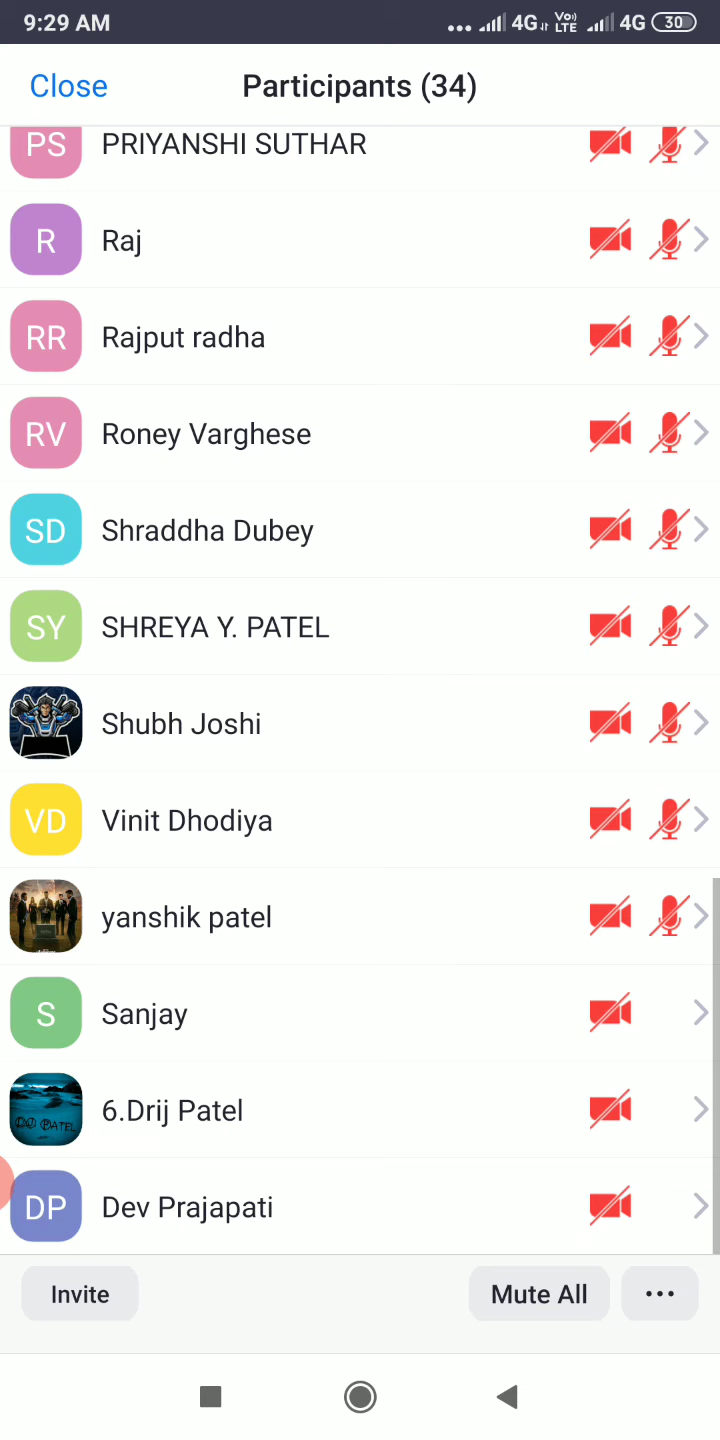 9:29 AM 4G Vo)) LTE 4G 30
Close Participants (34)
PS PRIYANSHI SUTHAR
R Raj
RR Rajput radha
RV Roney Varghese
SD Shraddha Dubey
SY SHREYA Y. PATEL
Shubh Joshi
VD Vinit Dhodiya
yanshik patel
S Sanjay
6.Drij Patel
PATEL
DP Dev Prajapati
Invite Mute All